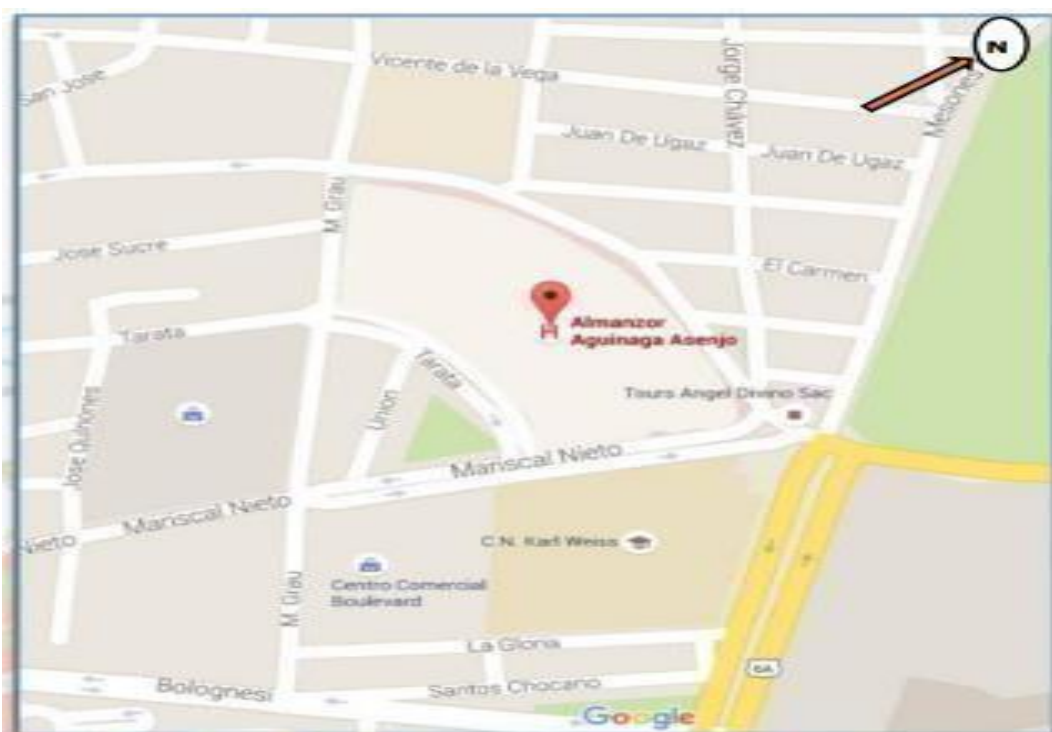 N
Vicente de la Vega
Jorge Chávez
Mesones
San Jose
Juan De Ugaz
Juan De Ugaz
M. Grau
Jose Sucre
El Carmen
Almanzor
Aguinaga Asenjo
H
Tarata
Tarata
Tours Angel Divino Sac
Union
Jose Quiñones
Mariscal Nieto
Mariscal Nieto
Nieto
C.N. Karl Weiss
Centro Comercial
Boulevard
M. Grau
La Gloria
6A
Bolognesi
Santos Chocano
Google